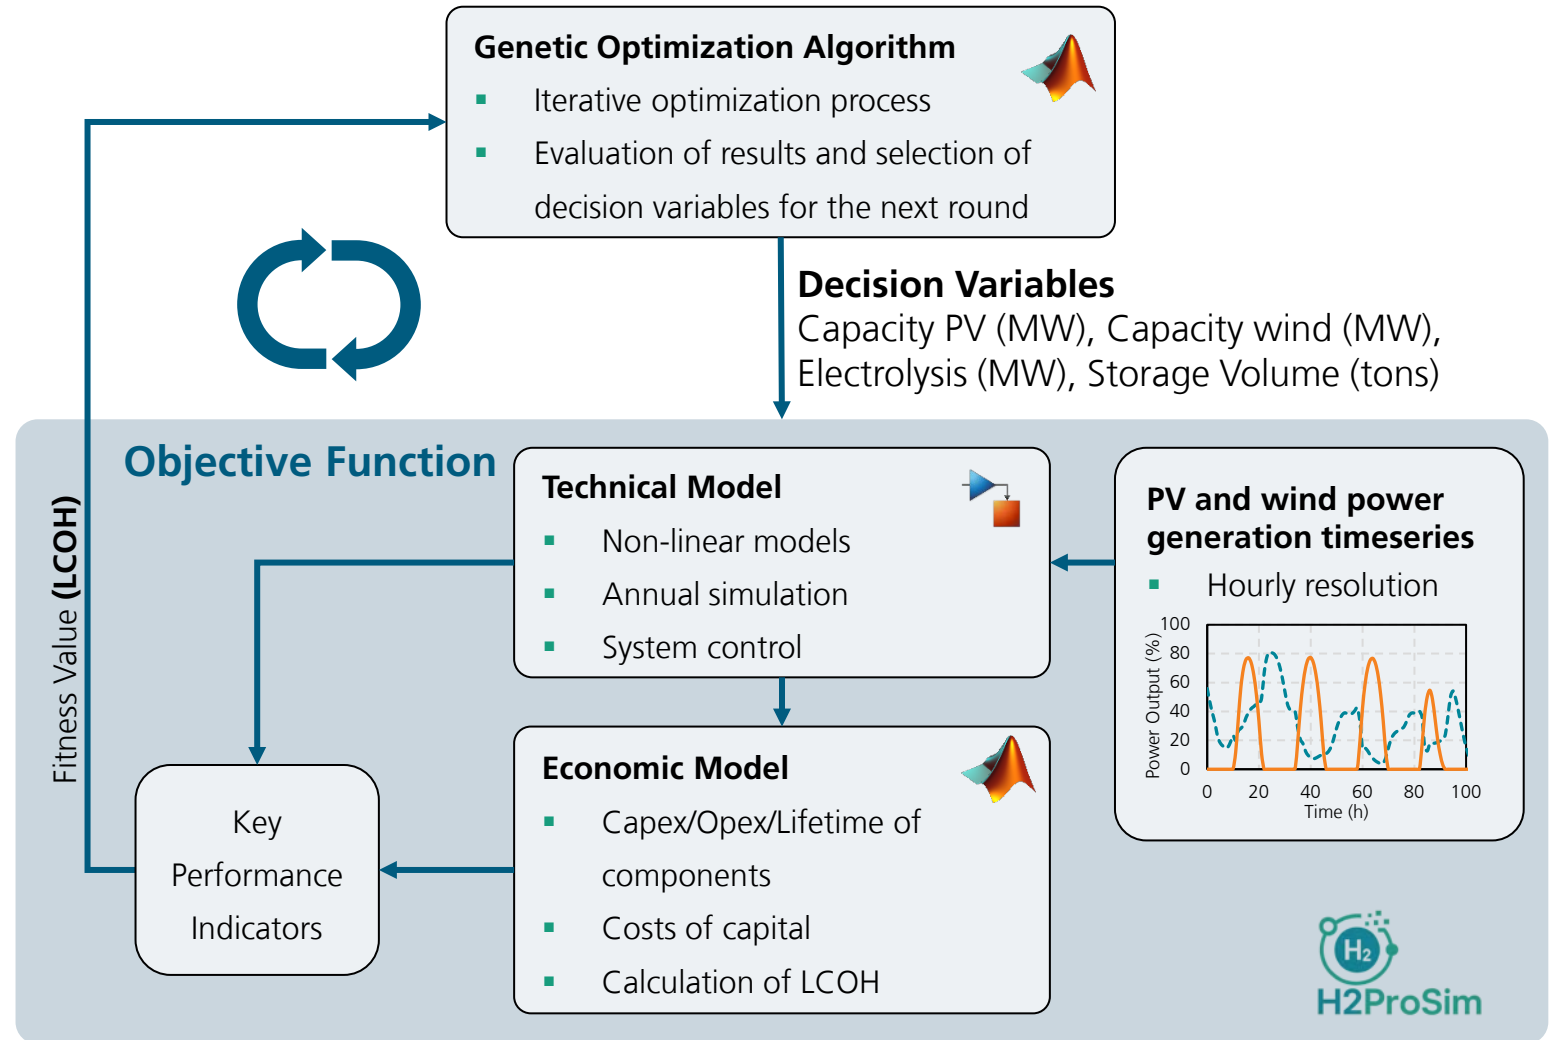 Genetic Optimization Algorithm
▪ Iterative optimization process
▪ Evaluation of results and selection of
decision variables for the next round
Decision Variables
Capacity PV (MW), Capacity wind (MW),
Electrolysis (MW), Storage Volume (tons)
Objective Function
Fitness Value (LCOH)
Technical Model
▪ Non-linear models
▪ Annual simulation
▪ System control
PV and wind power
generation timeseries
▪ Hourly resolution
Power Output (%)
100
80
60
40
20
0
0 20 40 60 80 100
Time (h)
Economic Model
▪ Capex/Opex/Lifetime of
components
▪ Costs of capital
▪ Calculation of LCOH
Key
Performance
Indicators
H2
H2ProSim